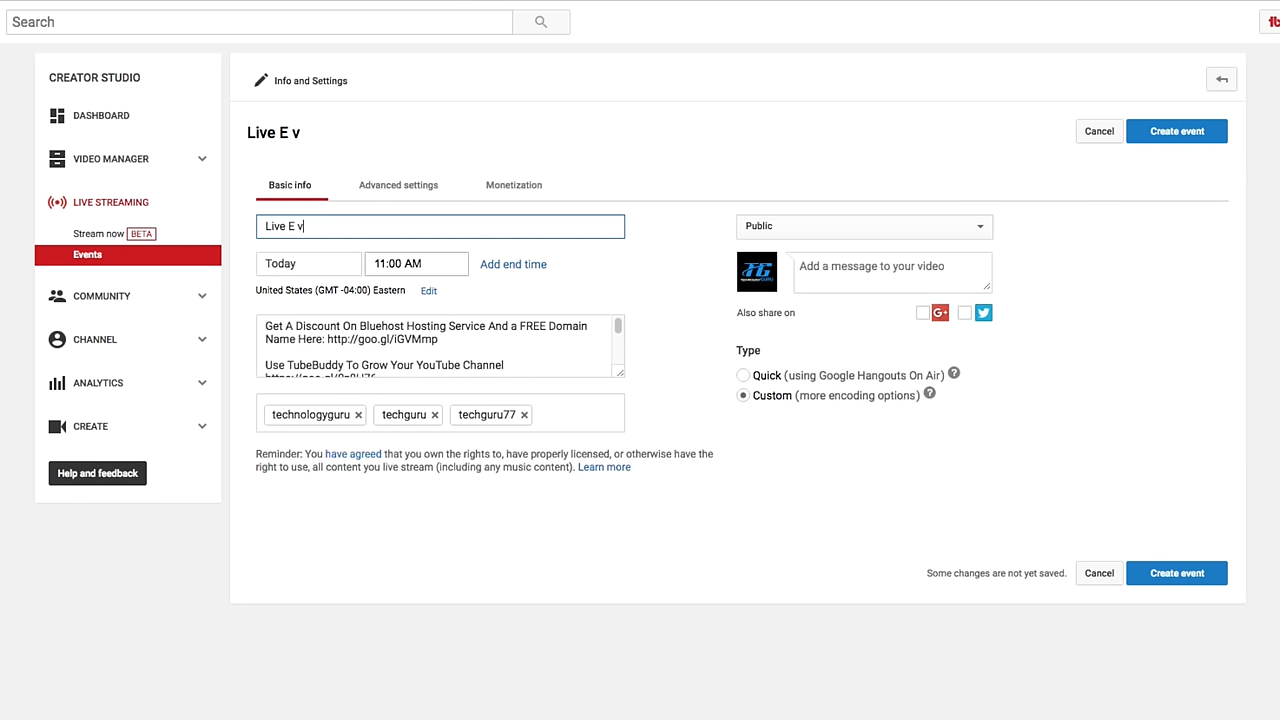 Search
CREATOR STUDIO
DASHBOARD
VIDEO MANAGER
LIVE STREAMING
Stream now BETA
Events
COMMUNITY
CHANNEL
ANALYTICS
CREATE
Help and feedback
Info and Settings
Live E v
Cancel
Create event
Basic info
Advanced settings
Monetization
Live E v
Today
11:00 AM
Add end time
United States (GMT -04:00) Eastern
Edit
Get A Discount On Bluehost Hosting Service And a FREE Domain
Name Here: http://goo.gl/iGVMmp
Use TubeBuddy To Grow Your YouTube Channel
technologyguru
techguru
techguru77
Reminder: You have agreed that you own the rights to, have properly licensed, or otherwise have the
right to use, all content you live stream (including any music content). Learn more
Public
TG
Add a message to your video
Also share on
G+
Type
Quick (using Google Hangouts On Air) ?
Custom (more encoding options) ?
Some changes are not yet saved.
Cancel
Create event